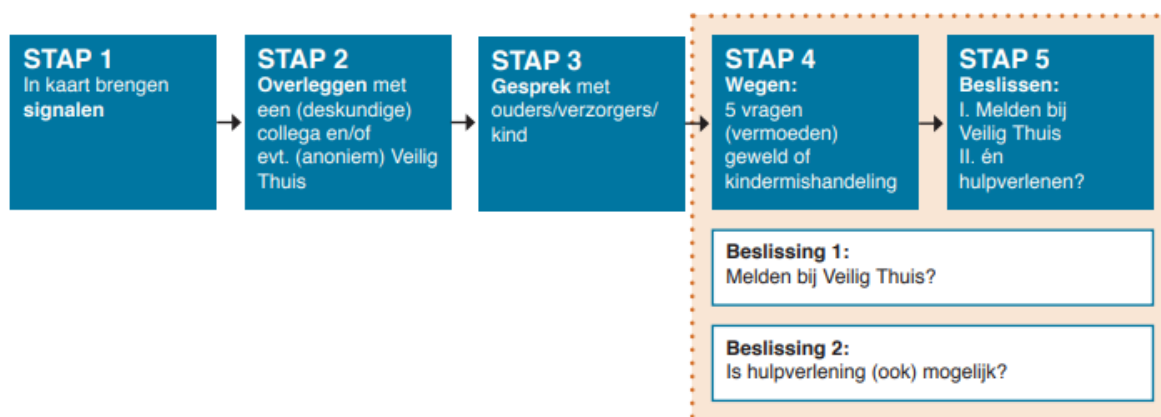 STAP 1
In kaart brengen
signalen
STAP 2
Overleggen met
een (deskundige)
collega en/of
evt. (anoniem) Veilig
Thuis
STAP 3
Gesprek met
ouders/verzorgers/
kind
STAP 4
Wegen:
5 vragen
(vermoeden)
geweld of
kindermishandeling
STAP 5
Beslissen:
I. Melden bij
Veilig Thuis
II. én
hulpverlenen?
Beslissing 1:
Melden bij Veilig Thuis?
Beslissing 2:
Is hulpverlening (ook) mogelijk?